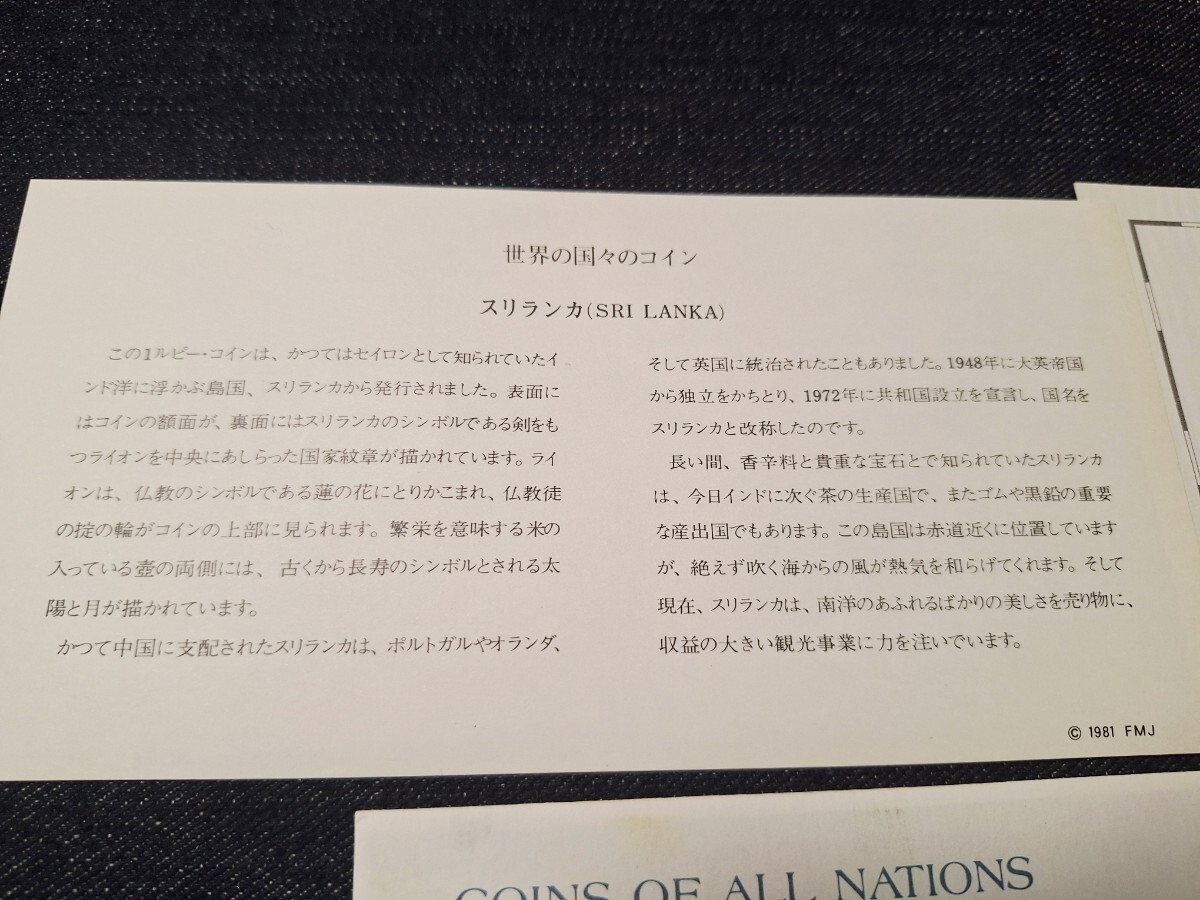 世界の国々のコイン
スリランカ(SRI LANKA)
この1ルピー・コインは、かつてはセイロンとして知られていたイ
ンド洋に浮かぶ島国、スリランカから発行されました。表面に
はコインの額面が、裏面にはスリランカのシンボルである剣をも
つライオンを中央にあしらった国家紋章が描かれています。ライ
オンは、仏教のシンボルである蓮の花にとりかこまれ、仏教徒
の掟の輪がコインの上部に見られます。繁栄を意味する米の
入っている壺の両側には、古くから長寿のシンボルとされる太
陽と月が描かれています。
かつて中国に支配されたスリランカは、ポルトガルやオランダ、
そして英国に統治されたこともありました。1948年に大英帝国
から独立をかちとり、1972年に共和国設立を宣言し、国名を
スリランカと改称したのです。
長い間、香辛料と貴重な宝石とで知られていたスリランカ
は、今日インドに次ぐ茶の生産国で、またゴムや黒鉛の重要
な産出国でもあります。この島国は赤道近くに位置しています
が、絶えず吹く海からの風が熱気を和らげてくれます。そして
現在、スリランカは、南洋のあふれるばかりの美しさを売り物に、
収益の大きい観光事業に力を注いでいます。
© 1981 FMJ
COINS OF ALL NATIONS